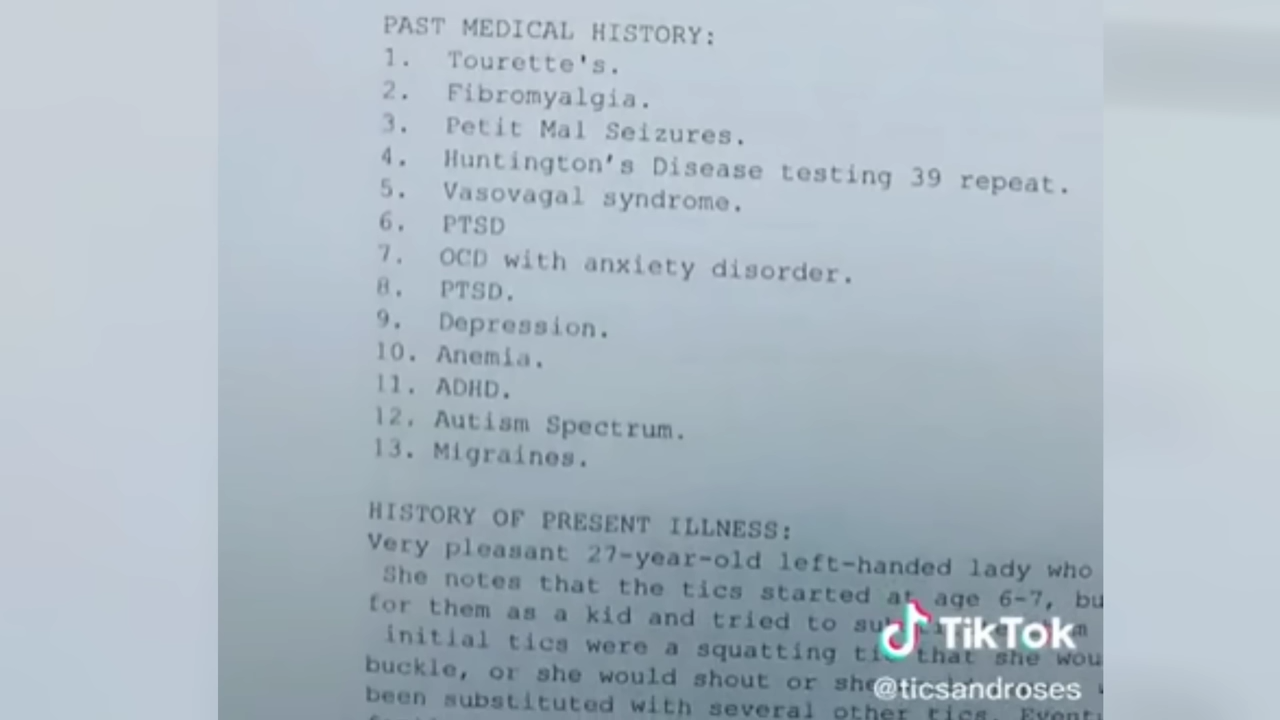 PAST MEDICAL HISTORY:
1. Tourette's.
2. Fibromyalgia.
3. Petit Mal Seizures.
4. Huntington's Disease testing 39 repeat.
5. Vasovagal syndrome.
6. PTSD
7. OCD with anxiety disorder.
8. PTSD.
9. Depression.
10. Anemia.
11. ADHD.
12. Autism Spectrum.
13. Migraines.
HISTORY OF PRESENT ILLNESS:
Very pleasant 27-year-old left-handed lady who
She notes that the tics started at age 6-7, bu
for them as a kid and tried to
initial tics were a squatting that she wou
buckle, or she would shout or
been substituted with several other tics. Event
TikTok
@ticsandroses